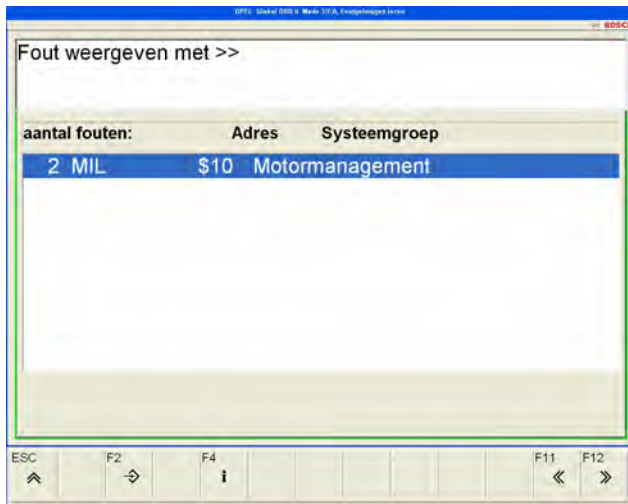 Fout weergeven met >>
aantal fouten: Adres Systeemgroep
2 MIL $10 Motormanagement
ESC F2 F4 F11 F12
i « »